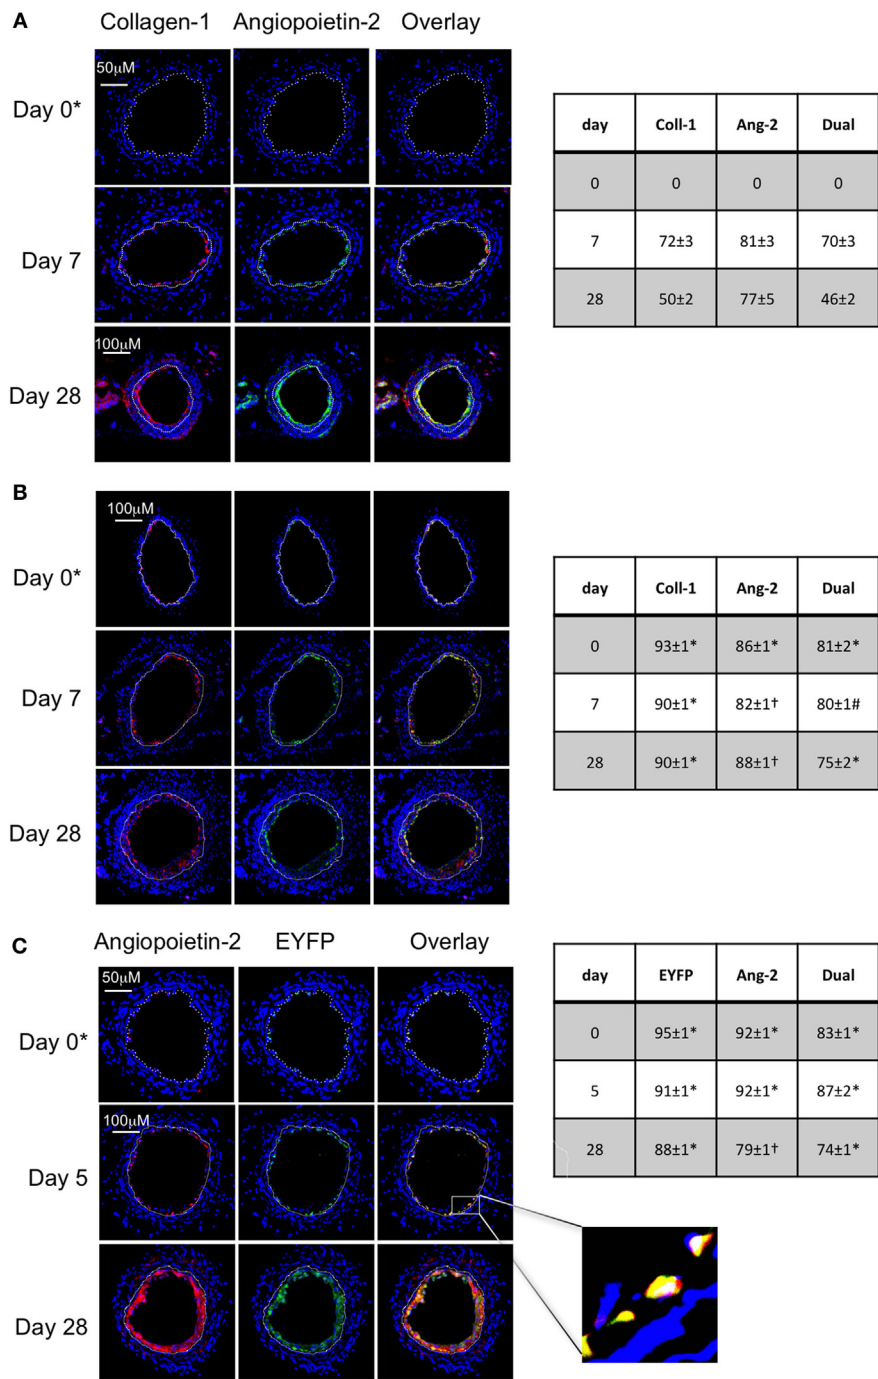 A
Collagen-1 Angiopoietin-2 Overlay
50μM
Day 0*
Day 7
100μM
Day 28
day Coll-1 Ang-2 Dual
0 0 0 0
7 72±3 81±3 70±3
28 50±2 77±5 46±2
B
100μM
Day 0*
Day 7
Day 28
day Coll-1 Ang-2 Dual
0 93±1* 86±1* 81±2*
7 90±1* 82±1† 80±1#
28 90±1* 88±1† 75±2*
C
Angiopoietin-2 EYFP Overlay
50μM
Day 0*
100μM
Day 5
Day 28
day EYFP Ang-2 Dual
0 95±1* 92±1* 83±1*
5 91±1* 92±1* 87±2*
28 88±1* 79±1† 74±1*